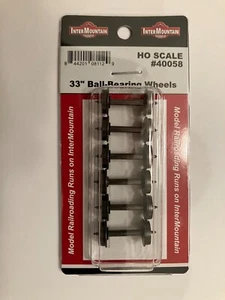 INTERMOUNTAIN
INTERMOUNTAIN
HO SCALE
#40058
33" Ball-Bearing Wheels
Model Railroading Runs on InterMountain
Model Railroading Runs on InterMountain